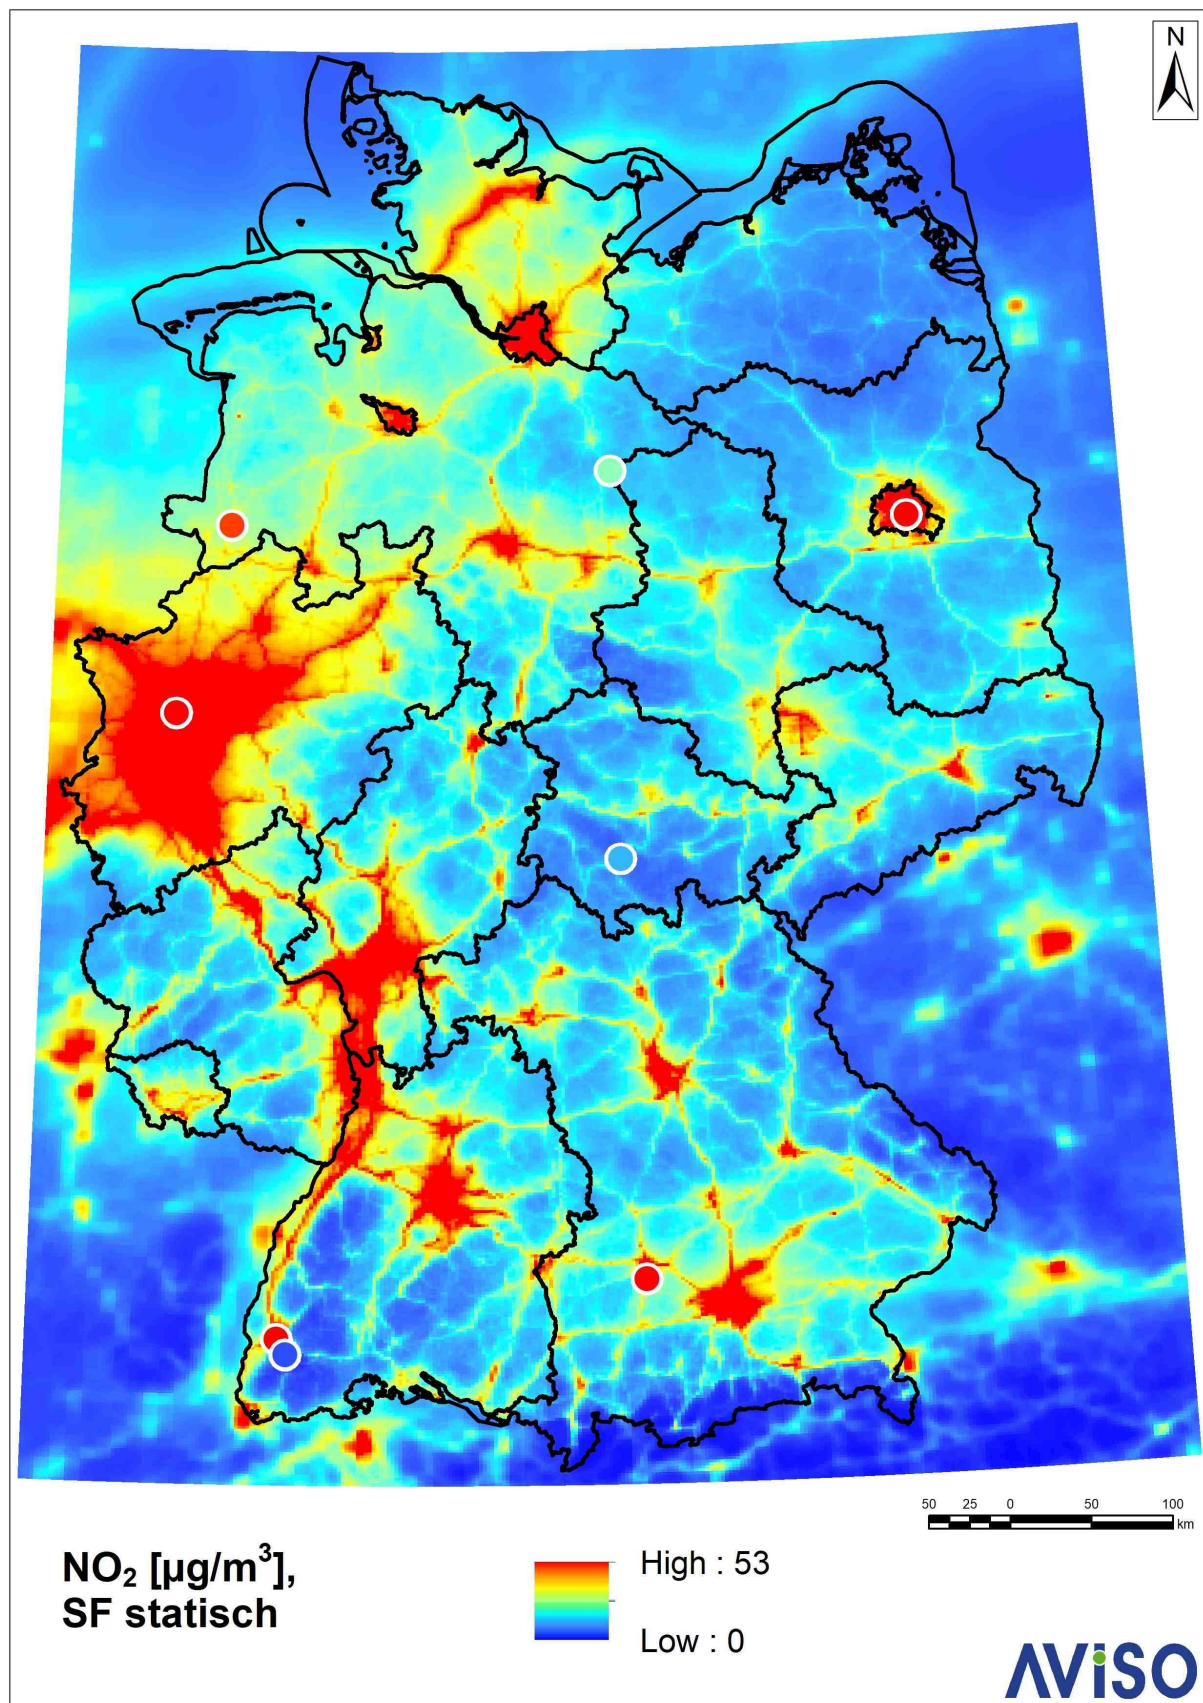 N
50 25 0 50 100
km
NO₂ [µg/m³],
SF statisch
High : 53
Low : 0
AViSO